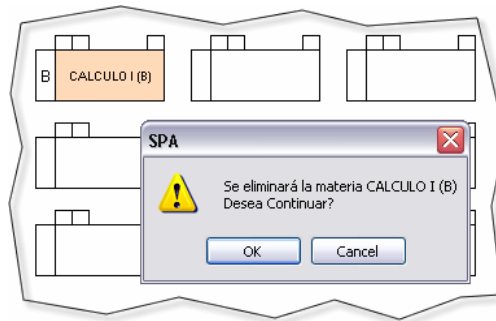 B CALCULO I (B)
SPA
Se eliminará la materia CALCULO I (B)
Desea Continuar?
OK Cancel